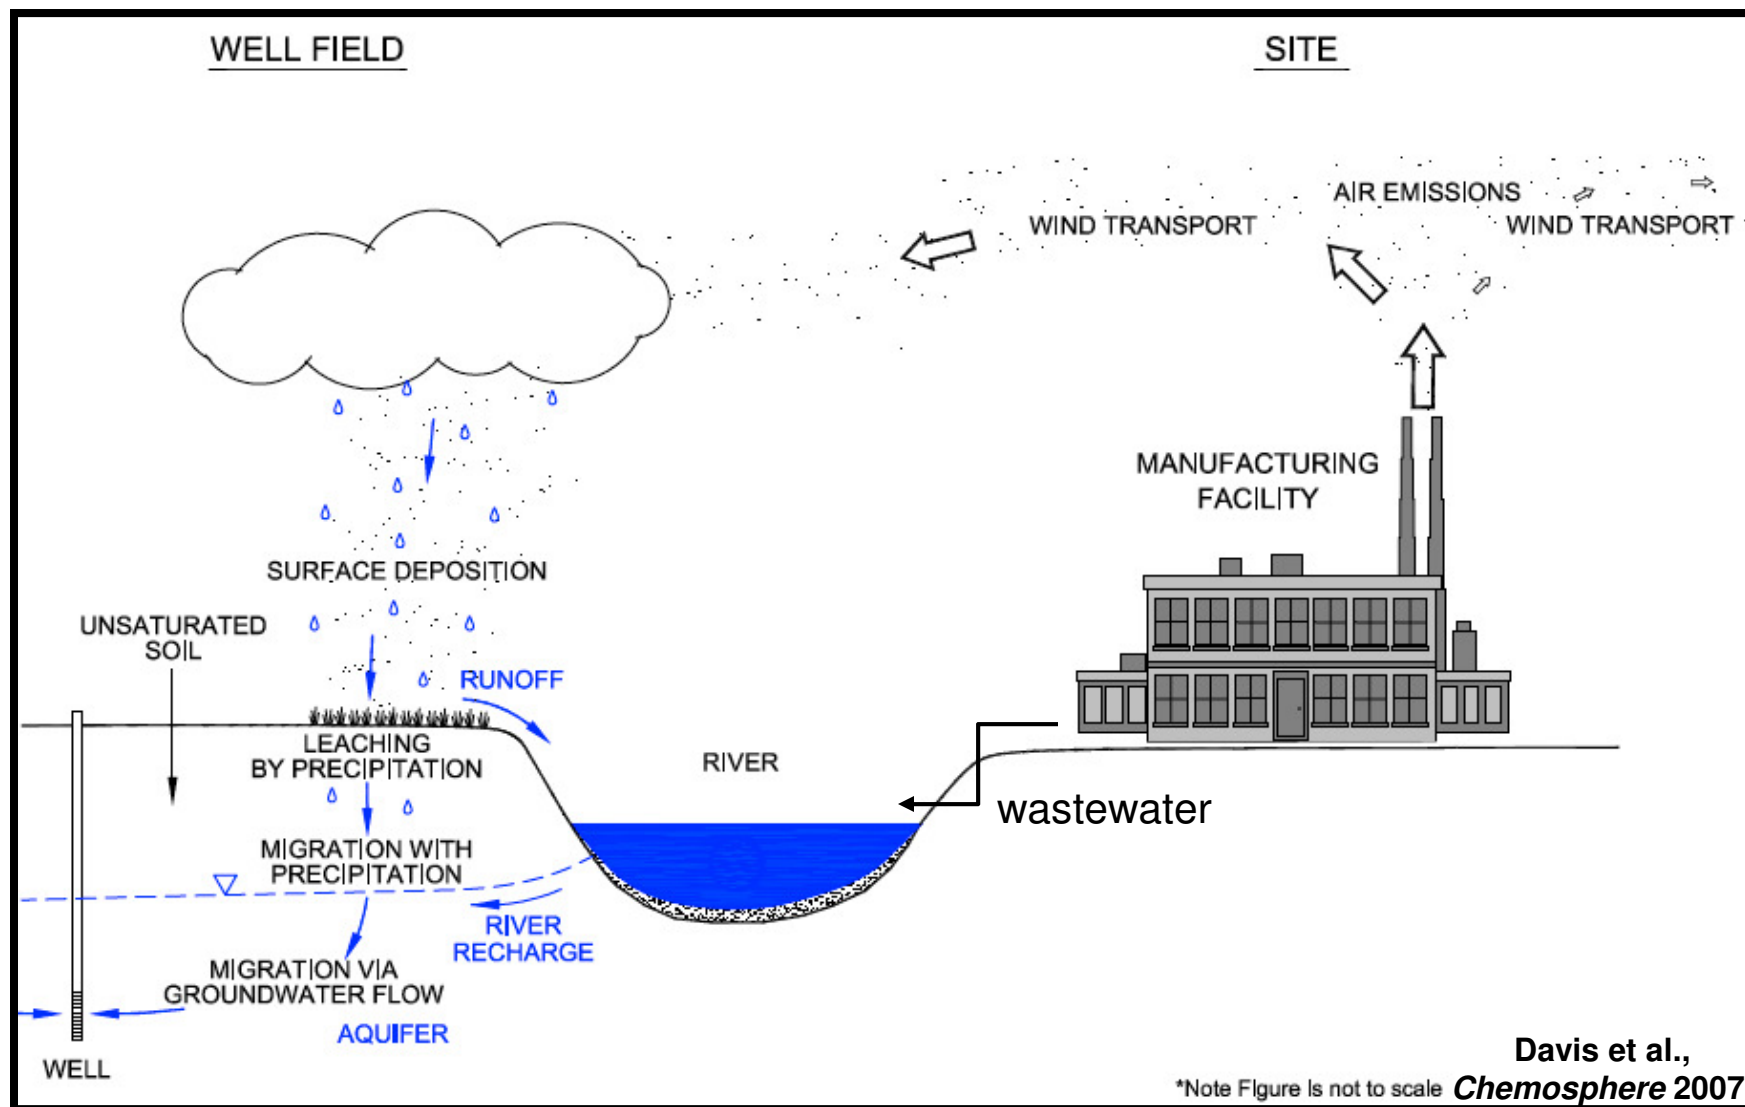 WELL FIELD
SITE
AIR EMISSIONS
WIND TRANSPORT
WIND TRANSPORT
MANUFACTURING
FACILITY
SURFACE DEPOSITION
UNSATURATED
SOIL
RUNOFF
LEACHING
BY PRECIPITATION
RIVER
wastewater
MIGRATION WITH
PRECIPITATION
RIVER
RECHARGE
MIGRATION VIA
GROUNDWATER FLOW
AQUIFER
WELL
Davis et al.,
*Note Figure is not to scale Chemosphere 2007